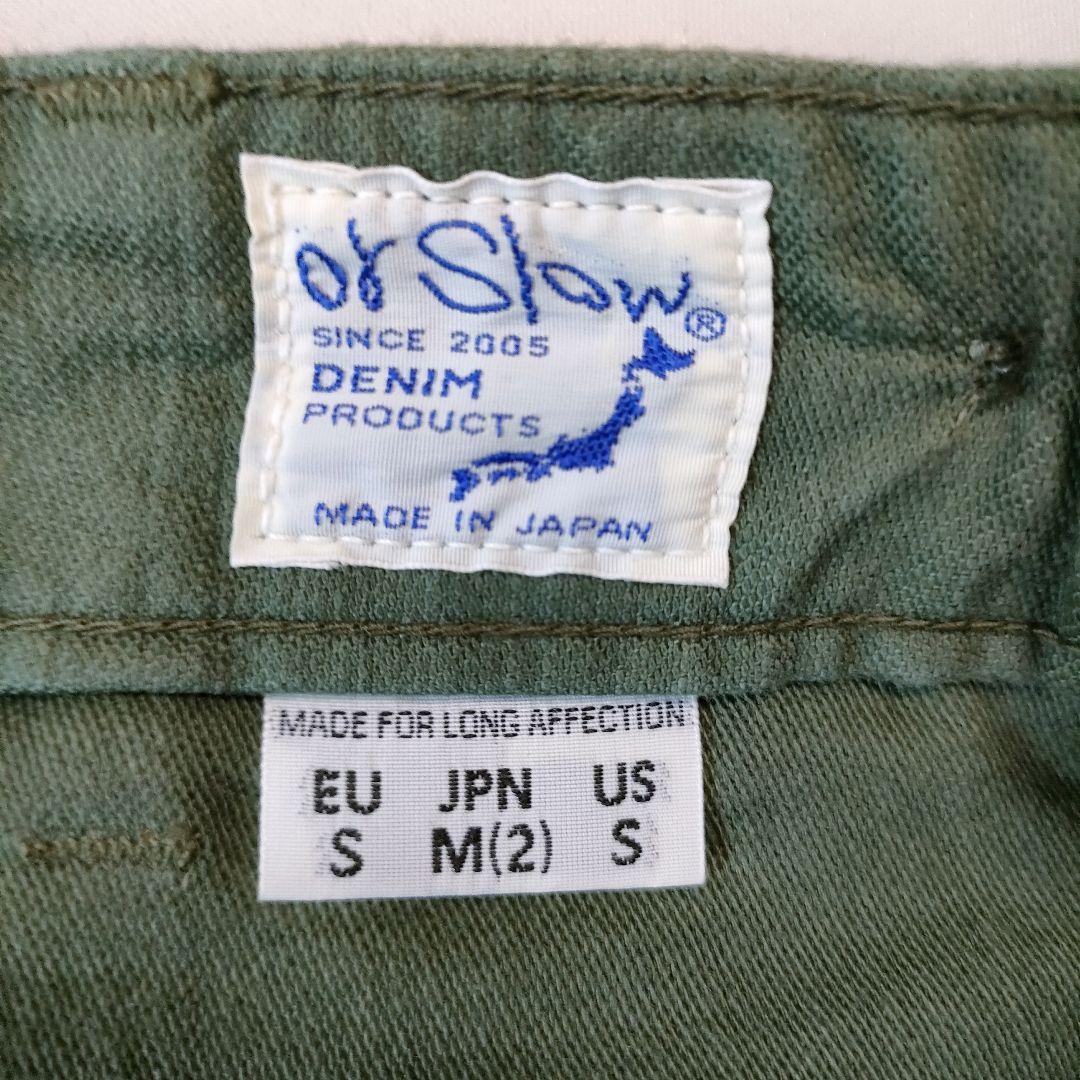 or Slow®
SINCE 2005
DENIM
PRODUCTS
MADE IN JAPAN
MADE FOR LONG AFFECTION
EU JPN US
S M(2) S